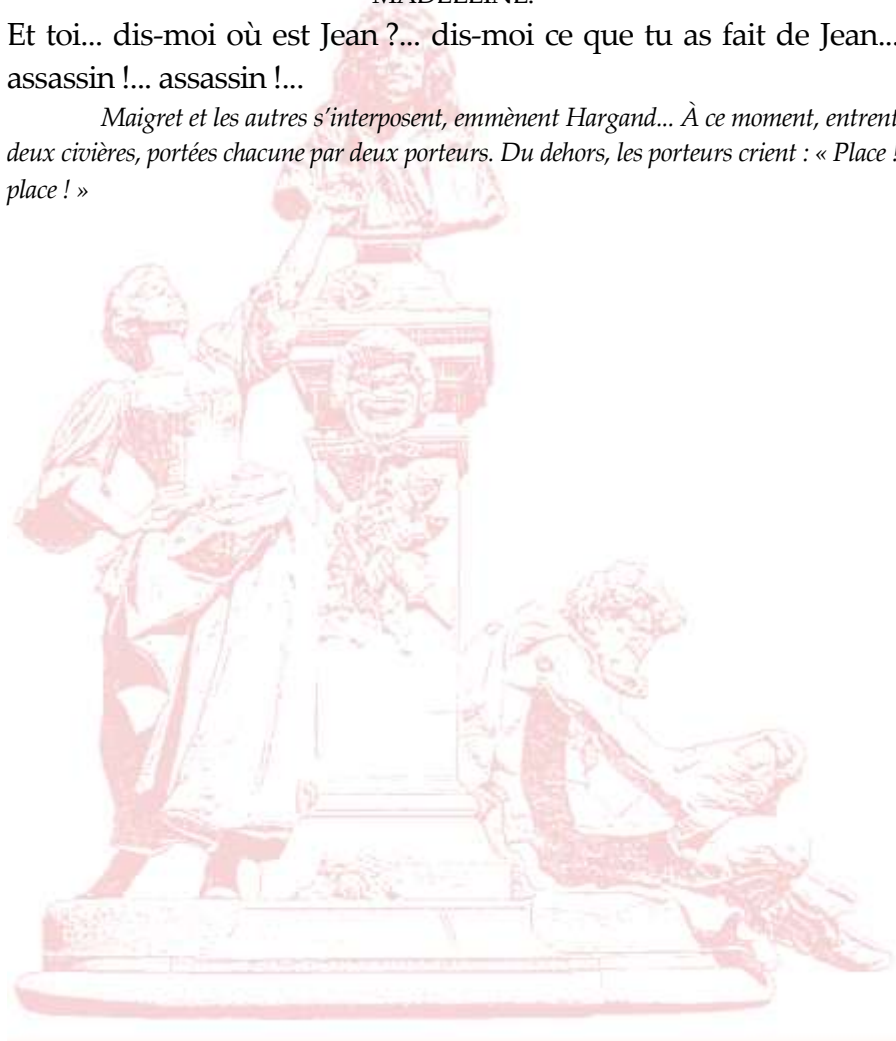 MADELEINE.
Et toi... dis-moi où est Jean ?... dis-moi ce que tu as fait de Jean...
assassin !... assassin !...
Maigret et les autres s’interposent, emmènent Hargand... À ce moment, entrent
deux civières, portées chacune par deux porteurs. Du dehors, les porteurs crient : « Place !
place ! »